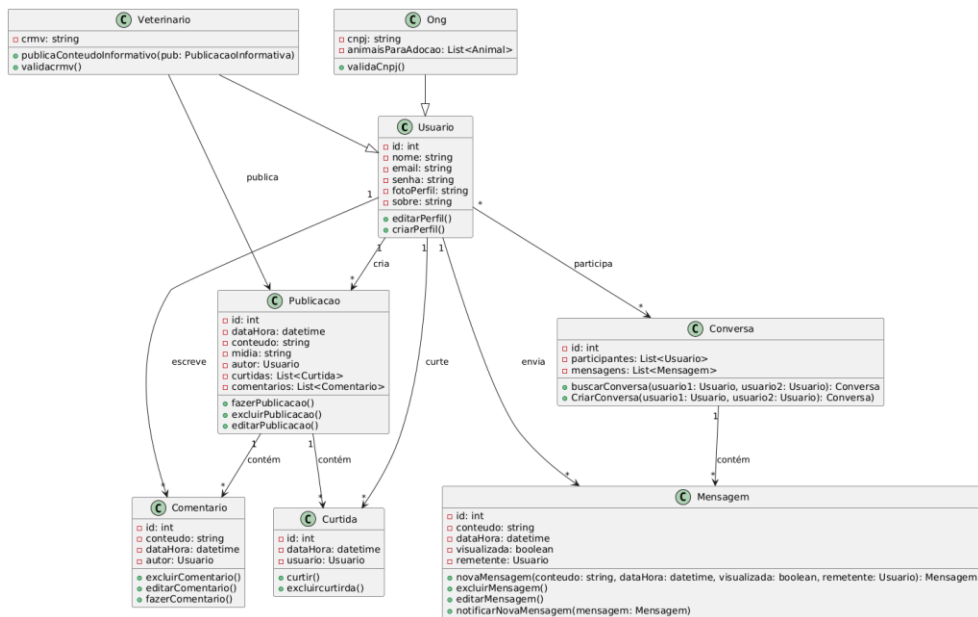 C Veterinario
crmv: string
publicaConteudoInformativo(pub: PublicacaoInformativa)
validacrmv()
C Ong
cnpj: string
animaisParaAdocao: List<Animal>
validaCnpj()
C Usuario
id: int
nome: string
email: string
senha: string
fotoPerfil: string
sobre: string
editarPerfil()
criarPerfil()
publica
1
*
1
cria
*
1
1
participa
*
C Publicacao
id: int
dataHora: datetime
conteudo: string
midia: string
autor: Usuario
curtidas: List<Curtida>
comentarios: List<Comentario>
fazerPublicacao()
excluirPublicacao()
editarPublicacao()
C Conversa
id: int
participantes: List<Usuario>
mensagens: List<Mensagem>
buscarConversa(usuario1: Usuario, usuario2: Usuario): Conversa
CriarConversa(usuario1: Usuario, usuario2: Usuario): Conversa)
escreve
curte
envia
1
contém
*
1
contém
*
1
contém
*
*
*
*
C Comentario
id: int
conteudo: string
dataHora: datetime
autor: Usuario
excluirComentario()
editarComentario()
fazerComentario()
C Curtida
id: int
dataHora: datetime
usuario: Usuario
curtir()
excluircurtirda()
C Mensagem
id: int
conteudo: string
dataHora: datetime
visualizada: boolean
remetente: Usuario
novaMensagem(conteudo: string, dataHora: datetime, visualizada: boolean, remetente: Usuario): Mensagem
excluirMensagem()
editarMensagem()
notificarNovaMensagem(mensagem: Mensagem)